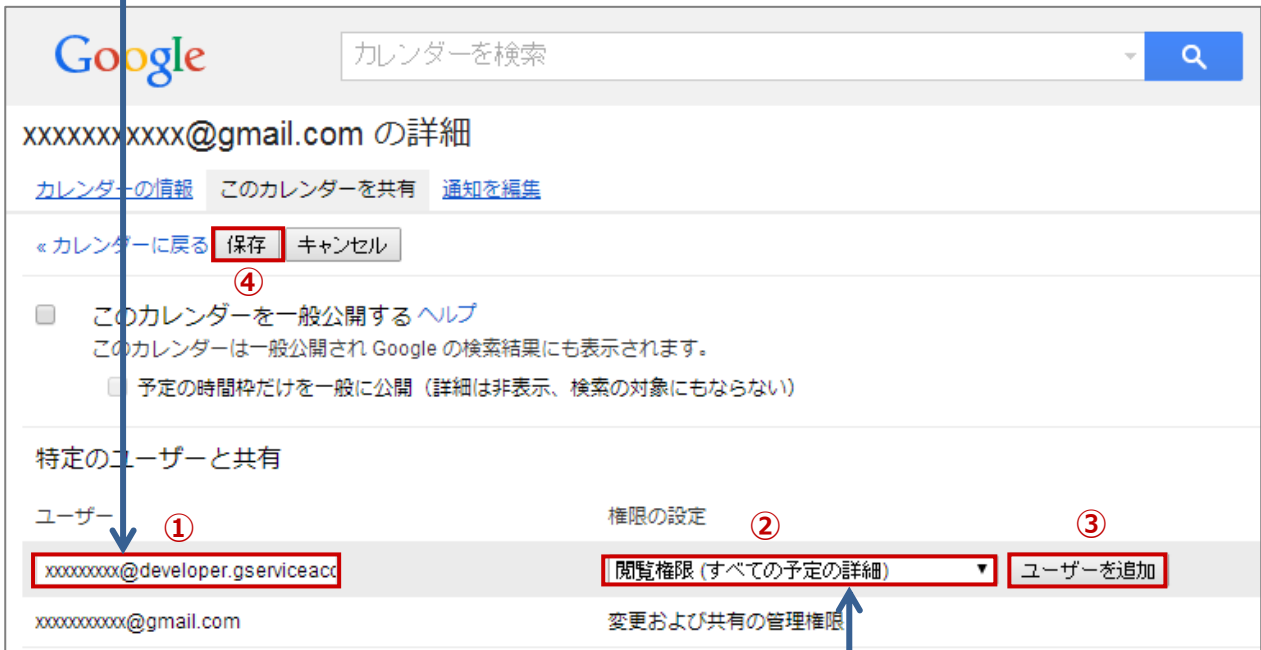 Google カレンダーを検索
xxxxxxxxxxx@gmail.com の詳細
カレンダーの情報 このカレンダーを共有 通知を編集
« カレンダーに戻る 保存 キャンセル
④
このカレンダーを一般公開する ヘルプ
このカレンダーは一般公開され Google の検索結果にも表示されます。
予定の時間枠だけを一般に公開（詳細は非表示、検索の対象にもならない）
特定のユーザーと共有
ユーザー 権限の設定
① ② ③
xxxxxxxxx@developer.gserviceacc 閲覧権限 (すべての予定の詳細) ▼ ユーザーを追加
xxxxxxxxxxx@gmail.com 変更および共有の管理権限